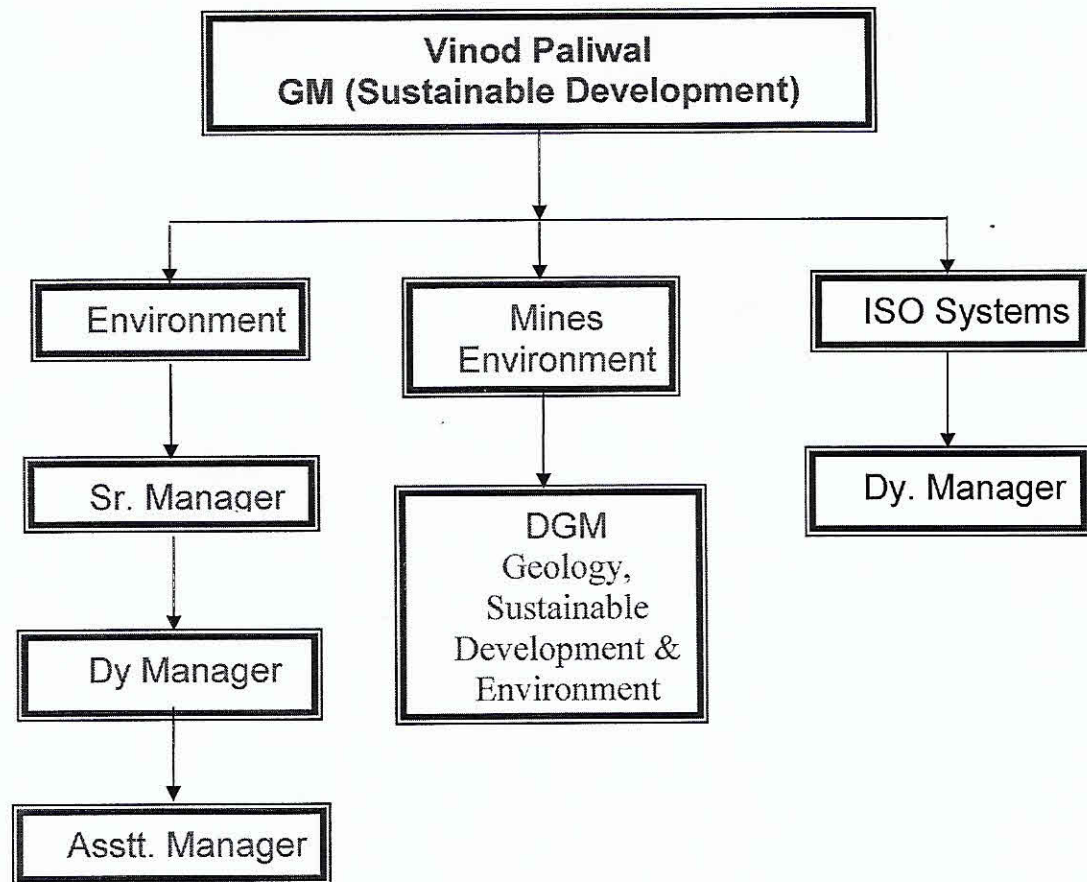 Vinod Paliwal
GM (Sustainable Development)
Environment
Sr. Manager
Dy Manager
Asstt. Manager
Mines
Environment
DGM
Geology,
Sustainable
Development &
Environment
ISO Systems
Dy. Manager